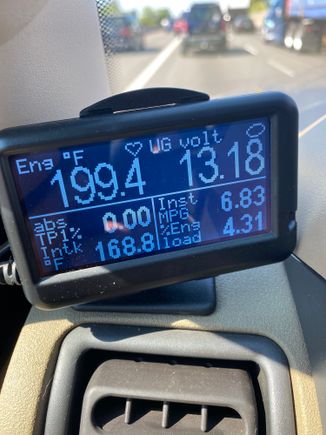 Eng °F ♡ UG volt
199.4 13.18
abs TP1% 0.00
Intk °F 168.8
Inst MPG 6.83
%Eng load 4.31